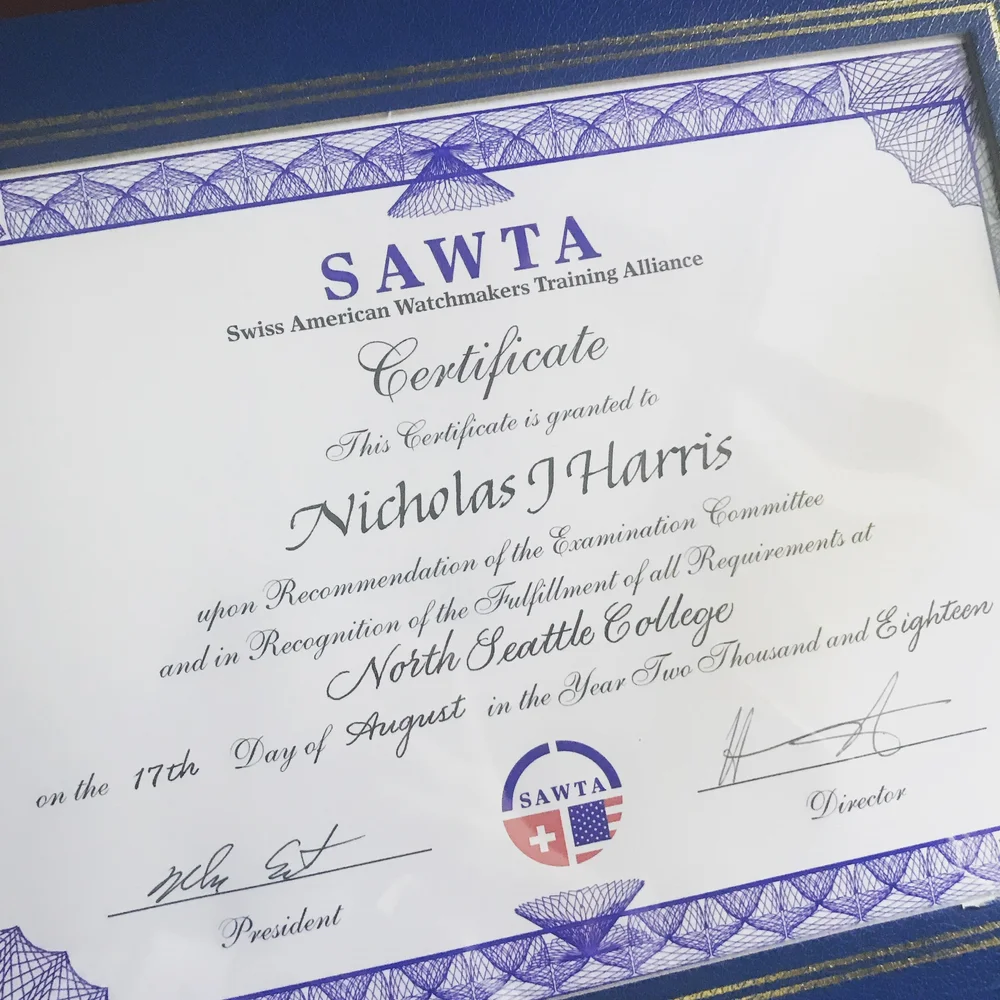 SAWTA
Swiss American Watchmakers Training Alliance
Certificate
This Certificate is granted to
Nicholas J Harris
upon Recommendation of the Examination Committee
and in Recognition of the Fulfillment of all Requirements at
North Seattle College
on the 17th Day of August in the Year Two Thousand and Eighteen
SAWTA
Director
President